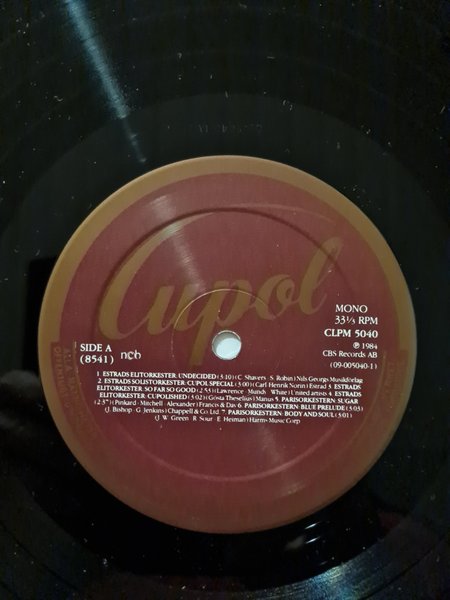 Cupol
MONO
33⅓ RPM
CLPM 5040
℗ 1984
CBS Records AB
(09-005040-1)
SIDE A
(8541) ncb
1. ESTRADS ELITORKESTER: UNDECIDED (3:10) (C. Shavers S. Robin) Nils Georgs Musikförlag
2. ESTRADS SOLISTORKESTER: CUPOL SPECIAL (3:00) (Carl Henrik Norin) Estrad 3. ESTRADS
ELITORKESTER: SO FAR SO GOOD (2:53) (Lawrence Mundy White) United artists 4. ESTRADS
ELITORKESTER: CUPOLISHED (3:02) (Gösta Theselius) Manus 5. PARISORKESTERN: SUGAR
(Pinkard Mitchell Alexander) Francis & Day 6. PARISORKESTERN: BLUE PRELUDE (3:03)
(J. Bishop G. Jenkins) Chappell & Co Ltd 7. PARISORKESTERN: BODY AND SOUL (3:01)
(J W Green R Sour E Heiman) Harms Music Corp